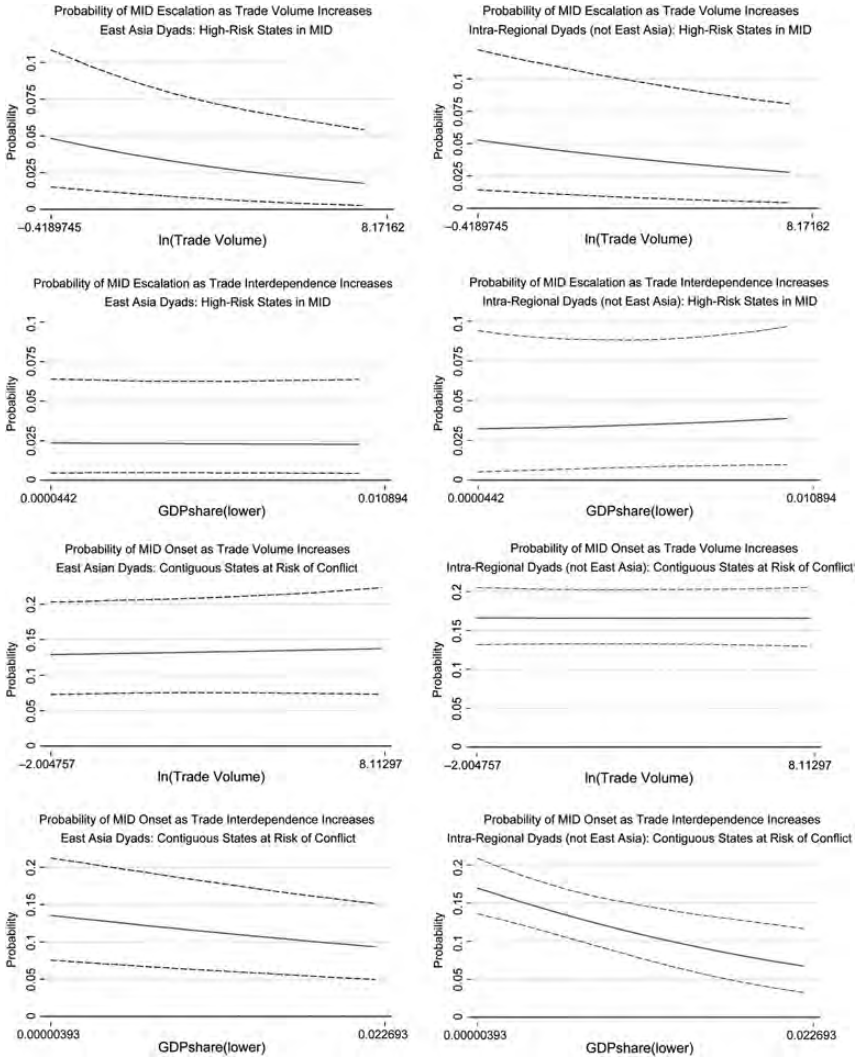 Probability of MID Escalation as Trade Volume Increases
East Asia Dyads: High-Risk States in MID
Probability
0.1
0.075
0.05
0.025
0
−0.4189745
8.17162
ln(Trade Volume)
Probability of MID Escalation as Trade Volume Increases
Intra-Regional Dyads (not East Asia): High-Risk States in MID
Probability
0.1
0.075
0.05
0.025
0
−0.4189745
8.17162
ln(Trade Volume)
Probability of MID Escalation as Trade Interdependence Increases
East Asia Dyads: High-Risk States in MID
Probability
0.1
0.075
0.05
0.025
0
0.0000442
0.010894
GDPshare(lower)
Probability of MID Escalation as Trade Interdependence Increases
Intra-Regional Dyads (not East Asia): High-Risk States in MID
Probability
0.1
0.075
0.05
0.025
0
0.0000442
0.010894
GDPshare(lower)
Probability of MID Onset as Trade Volume Increases
East Asian Dyads: Contiguous States at Risk of Conflict
Probability
0.2
0.15
0.1
0.05
0
−2.004757
8.11297
ln(Trade Volume)
Probability of MID Onset as Trade Volume Increases
Intra-Regional Dyads (not East Asia): Contiguous States at Risk of Conflict
Probability
0.2
0.15
0.1
0.05
0
−2.004757
8.11297
ln(Trade Volume)
Probability of MID Onset as Trade Interdependence Increases
East Asia Dyads: Contiguous States at Risk of Conflict
Probability
0.2
0.15
0.1
0.05
0
0.00000393
0.022693
GDPshare(lower)
Probability of MID Onset as Trade Interdependence Increases
Intra-Regional Dyads (not East Asia): Contiguous States at Risk of Conflict
Probability
0.2
0.15
0.1
0.05
0
0.00000393
0.022693
GDPshare(lower)